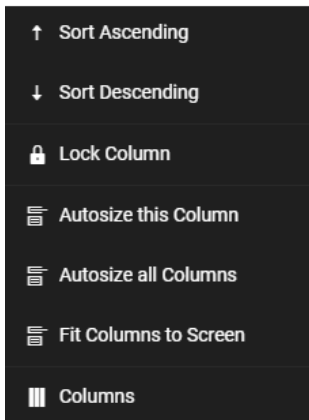 Sort Ascending
Sort Descending
Lock Column
Autosize this Column
Autosize all Columns
Fit Columns to Screen
Columns